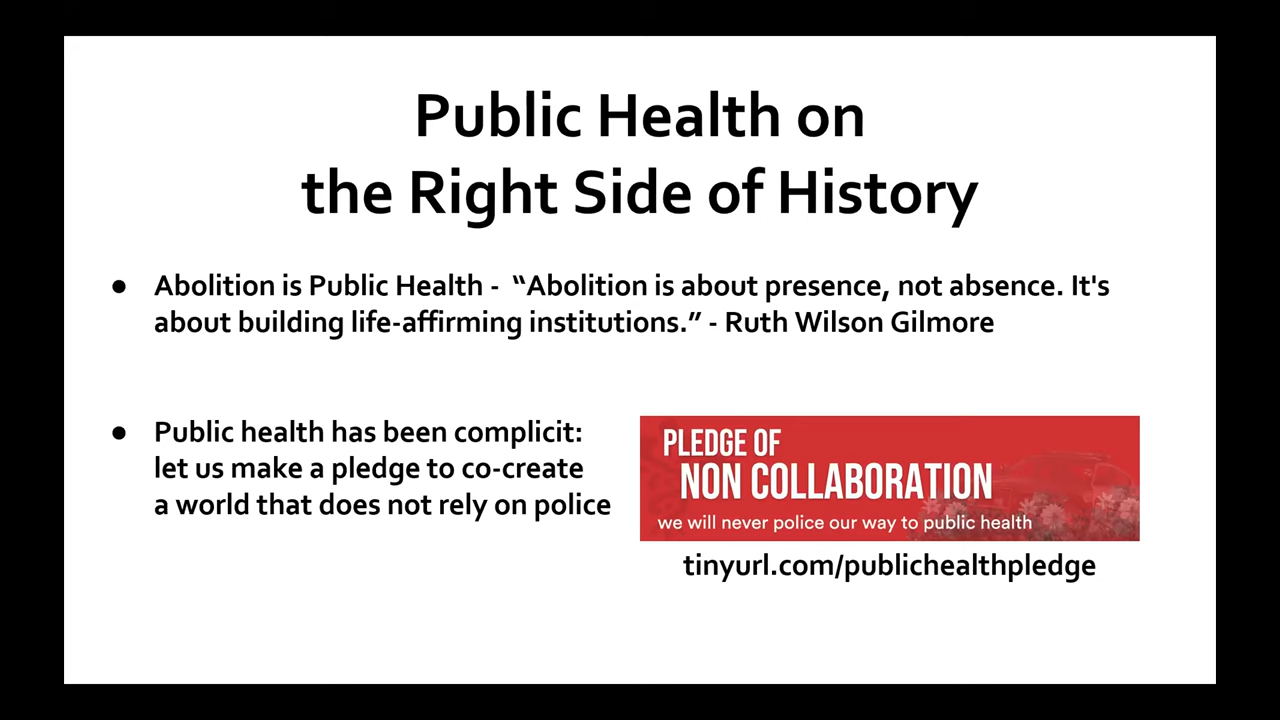 Public Health on
the Right Side of History
● Abolition is Public Health - “Abolition is about presence, not absence. It's
about building life-affirming institutions.” - Ruth Wilson Gilmore
● Public health has been complicit:
let us make a pledge to co-create
a world that does not rely on police
PLEDGE OF
NON COLLABORATION
we will never police our way to public health
tinyurl.com/publichealthpledge